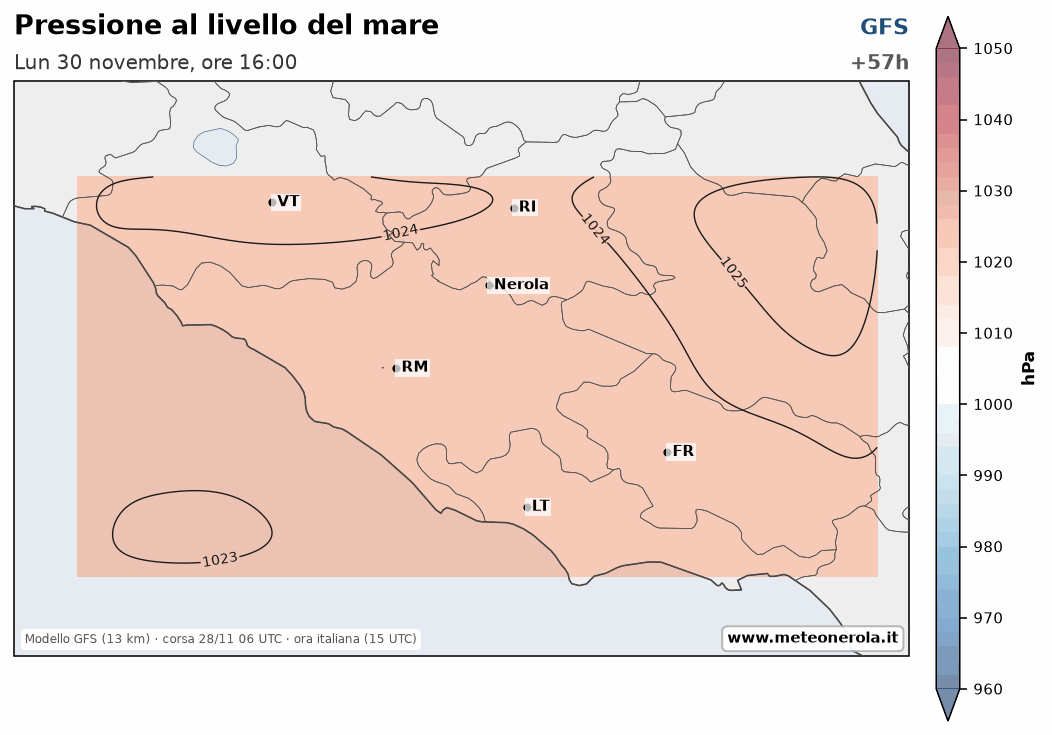 Pressione al livello del mare
GFS
Lun 30 novembre, ore 16:00
+57h
1050
1040
1030
1020
1010
1000
990
980
970
960
hPa
VT
RI
1024
1024
1025
Nerola
RM
FR
LT
1023
Modello GFS (13 km) · corsa 28/11 06 UTC · ora italiana (15 UTC)
www.meteonerola.it